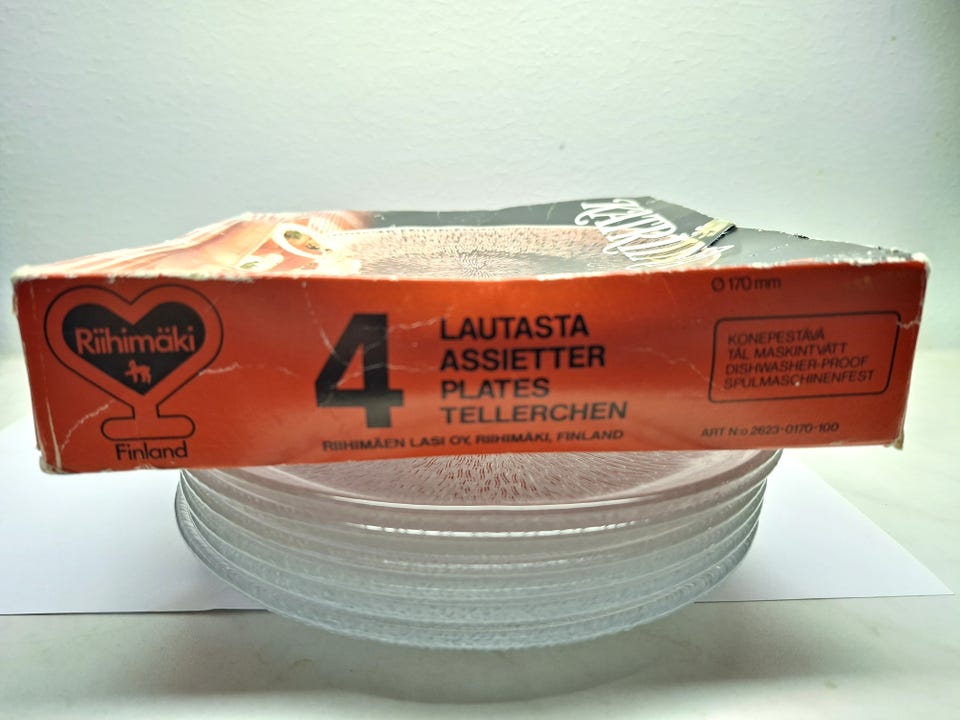 Ø 170 mm
Riihimäki
Finland
4
LAUTASTA
ASSIETTER
PLATES
TELLERCHEN
RIIHIMÄEN LASI OY, RIIHIMÄKI, FINLAND
KONEPESTÄVÄ
TÅL MASKINTVÄTT
DISHWASHER-PROOF
SPÜLMASCHINENFEST
ART N:o 2623-0170-100